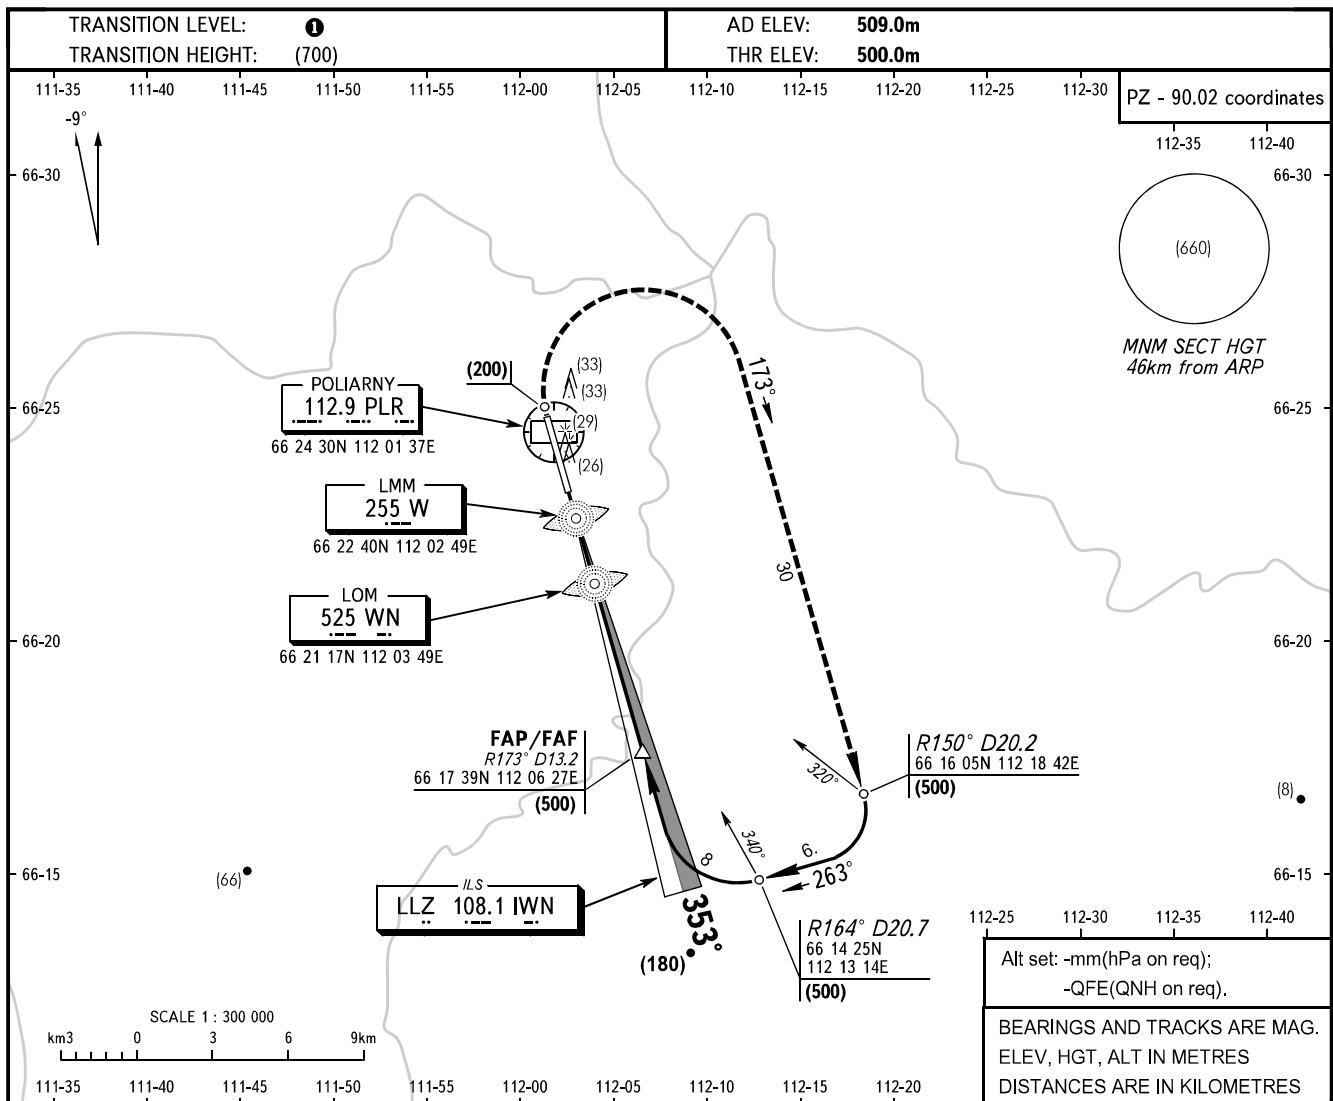 TRANSITION LEVEL: 1
TRANSITION HEIGHT: (700)
AD ELEV: 509.0m
THR ELEV: 500.0m
111-35 111-40 111-45 111-50 111-55 112-00 112-05 112-10 112-15 112-20 112-25 112-30
PZ - 90.02 coordinates
112-35 112-40
-9°
66-30 66-30
(660)
MNM SECT HGT
46km from ARP
173°
(200)
(33)
(33)
(29)
(26)
POLIARNY
112.9 PLR
66 24 30N 112 01 37E
66-25 66-25
LMM
255 W
66 22 40N 112 02 49E
30
LOM
525 WN
66 21 17N 112 03 49E
66-20 66-20
FAP/FAF
R173° D13.2
66 17 39N 112 06 27E
(500)
R150° D20.2
66 16 05N 112 18 42E
(500)
320°
(8)
340°
8
6.
263°
66-15 66-15
(66)
ILS
LLZ 108.1 IWN
353°
(180)
R164° D20.7
66 14 25N
112 13 14E
(500)
112-25 112-30 112-35 112-40
Alt set: -mm(hPa on req);
-QFE(QNH on req).
SCALE 1 : 300 000
km3 0 3 6 9km
BEARINGS AND TRACKS ARE MAG.
ELEV, HGT, ALT IN METRES
DISTANCES ARE IN KILOMETRES
111-35 111-40 111-45 111-50 111-55 112-00 112-05 112-10 112-15 112-20